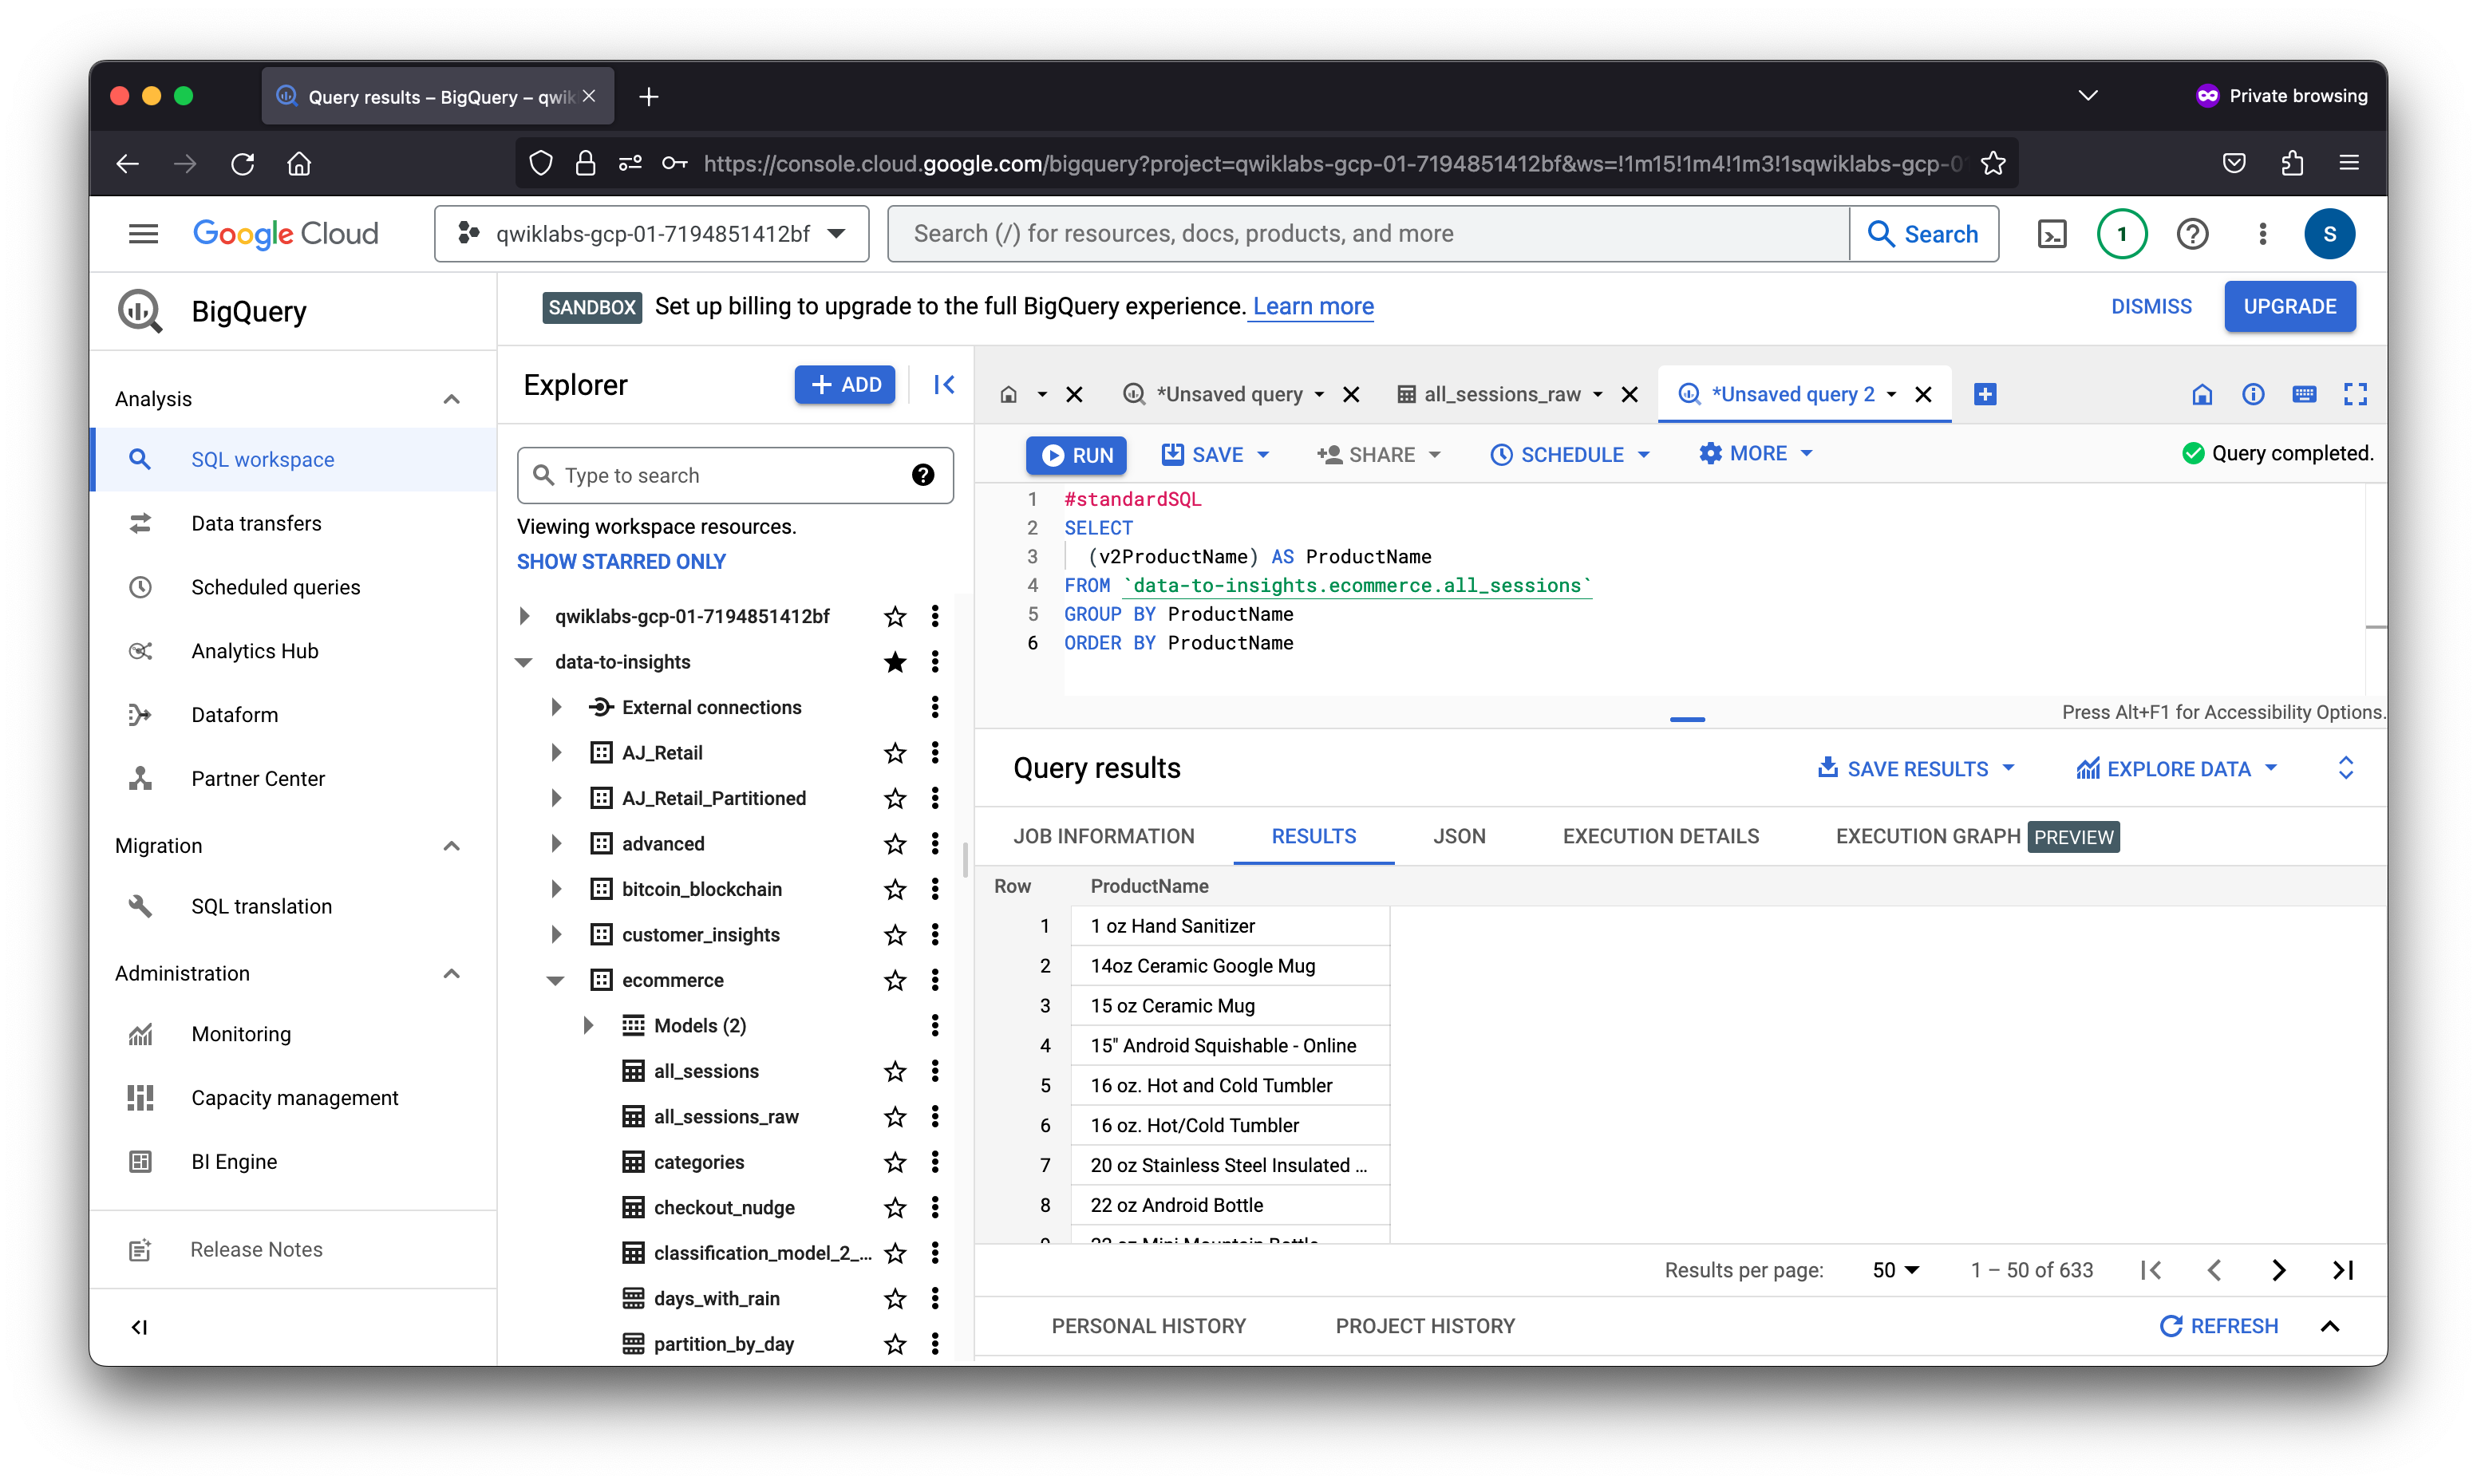 Query results – BigQuery – qwik
Private browsing
https://console.cloud.google.com/bigquery?project=qwiklabs-gcp-01-7194851412bf&ws=!1m15!1m4!1m3!1sqwiklabs-gcp-0
Google Cloud
qwiklabs-gcp-01-7194851412bf
Search (/) for resources, docs, products, and more
Search
1
S
BigQuery
SANDBOX Set up billing to upgrade to the full BigQuery experience. Learn more
DISMISS
UPGRADE
Analysis
SQL workspace
Data transfers
Scheduled queries
Analytics Hub
Dataform
Partner Center
Migration
SQL translation
Administration
Monitoring
Capacity management
BI Engine
Release Notes
Explorer
+ ADD
Type to search
Viewing workspace resources.
SHOW STARRED ONLY
qwiklabs-gcp-01-7194851412bf
data-to-insights
External connections
AJ_Retail
AJ_Retail_Partitioned
advanced
bitcoin_blockchain
customer_insights
ecommerce
Models (2)
all_sessions
all_sessions_raw
categories
checkout_nudge
classification_model_2_...
days_with_rain
partition_by_day
*Unsaved query
all_sessions_raw
*Unsaved query 2
RUN
SAVE
SHARE
SCHEDULE
MORE
Query completed.
1 #standardSQL
2 SELECT
3 (v2ProductName) AS ProductName
4 FROM `data-to-insights.ecommerce.all_sessions`
5 GROUP BY ProductName
6 ORDER BY ProductName
Press Alt+F1 for Accessibility Options.
Query results
SAVE RESULTS
EXPLORE DATA
JOB INFORMATION
RESULTS
JSON
EXECUTION DETAILS
EXECUTION GRAPH PREVIEW
Row ProductName
1 1 oz Hand Sanitizer
2 14oz Ceramic Google Mug
3 15 oz Ceramic Mug
4 15" Android Squishable - Online
5 16 oz. Hot and Cold Tumbler
6 16 oz. Hot/Cold Tumbler
7 20 oz Stainless Steel Insulated ...
8 22 oz Android Bottle
9 22 oz Mini Mountain Bottle
Results per page: 50 1 – 50 of 633
PERSONAL HISTORY
PROJECT HISTORY
REFRESH